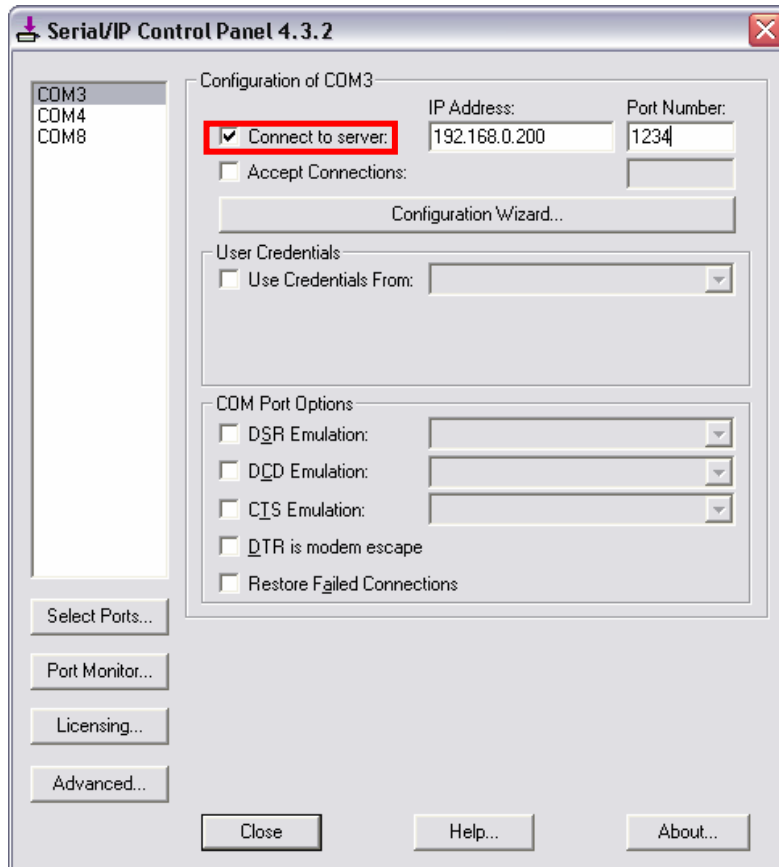 Serial/IP Control Panel 4.3.2
COM3
COM4
COM8
Configuration of COM3
IP Address:
Port Number:
Connect to server:
192.168.0.200
1234
Accept Connections:
Configuration Wizard...
User Credentials
Use Credentials From:
COM Port Options
DSR Emulation:
DCD Emulation:
CTS Emulation:
DTR is modem escape
Restore Failed Connections
Select Ports...
Port Monitor...
Licensing...
Advanced...
Close
Help...
About...